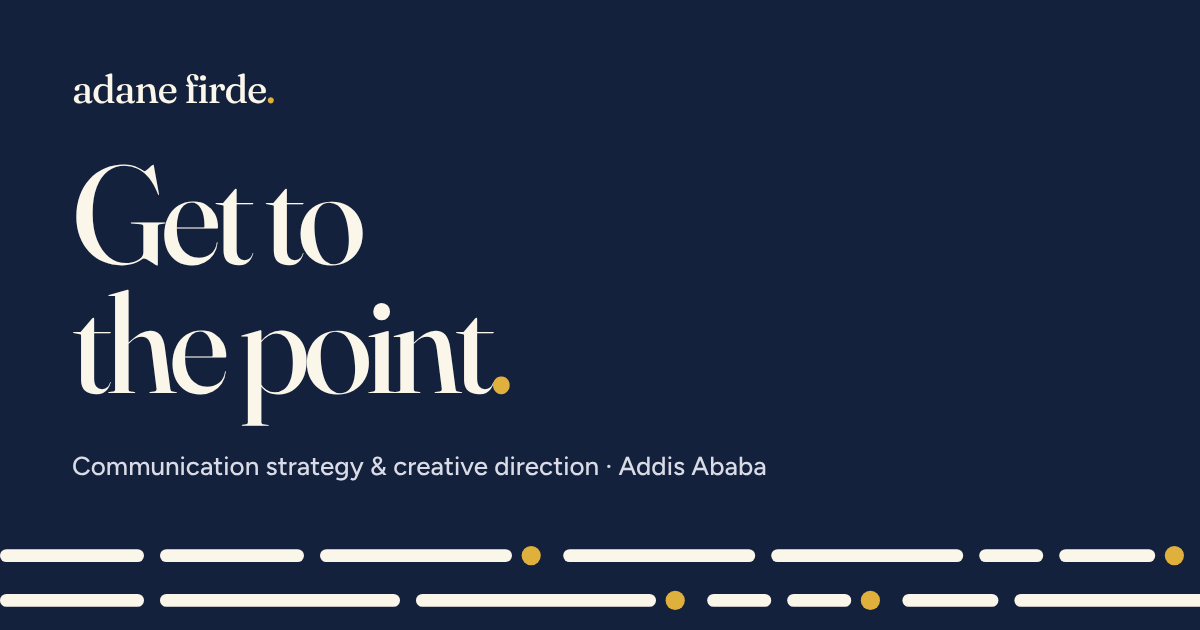 adane firde.
Get to
the point.
Communication strategy & creative direction · Addis Ababa